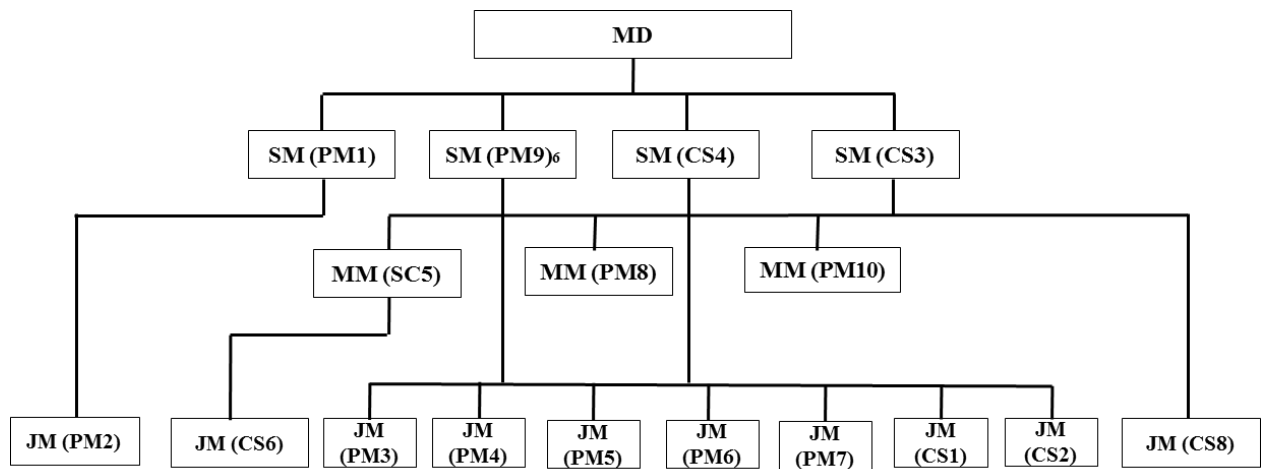 MD
SM (PM1)
SM (PM9)6
SM (CS4)
SM (CS3)
MM (SC5)
MM (PM8)
MM (PM10)
JM (PM2)
JM (CS6)
JM
(PM3)
JM
(PM4)
JM
(PM5)
JM
(PM6)
JM
(PM7)
JM
(CS1)
JM
(CS2)
JM (CS8)